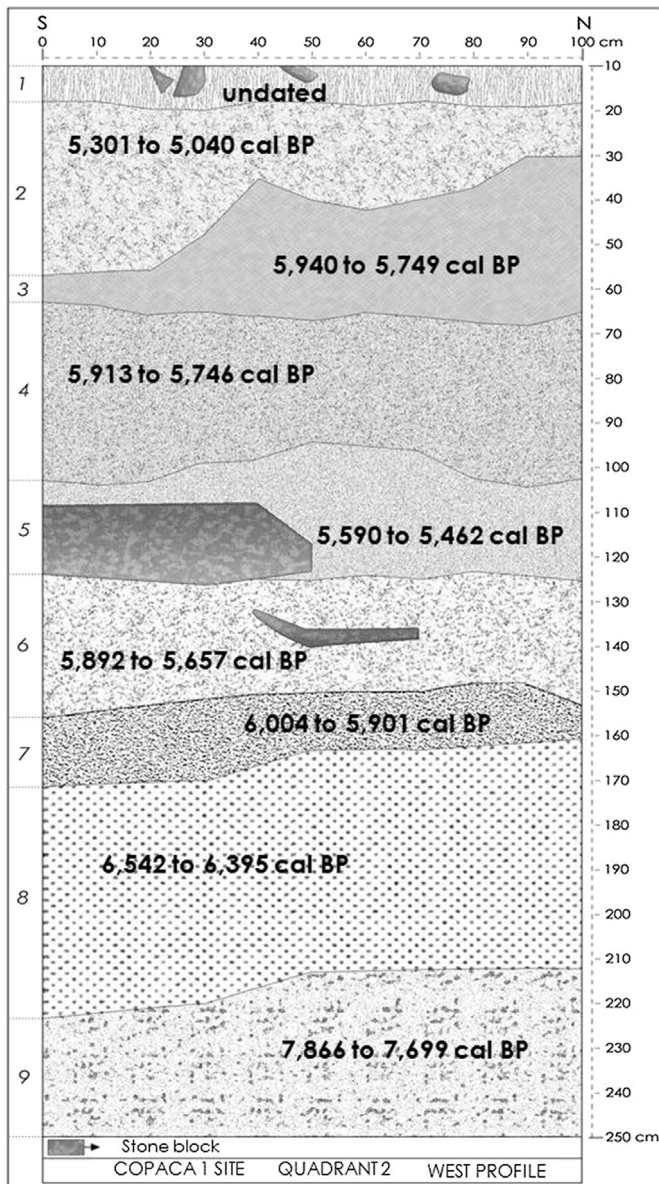 S N
0 10 20 30 40 50 60 70 80 90 100 cm
10
1
undated
20
5,301 to 5,040 cal BP
30
2
40
50
5,940 to 5,749 cal BP
3
60
70
5,913 to 5,746 cal BP
80
4
90
100
110
5
5,590 to 5,462 cal BP
120
130
6
140
5,892 to 5,657 cal BP
150
6,004 to 5,901 cal BP
160
7
170
180
6,542 to 6,395 cal BP
190
8
200
210
220
7,866 to 7,699 cal BP
230
9
240
250 cm
Stone block
COPACA 1 SITE QUADRANT 2 WEST PROFILE